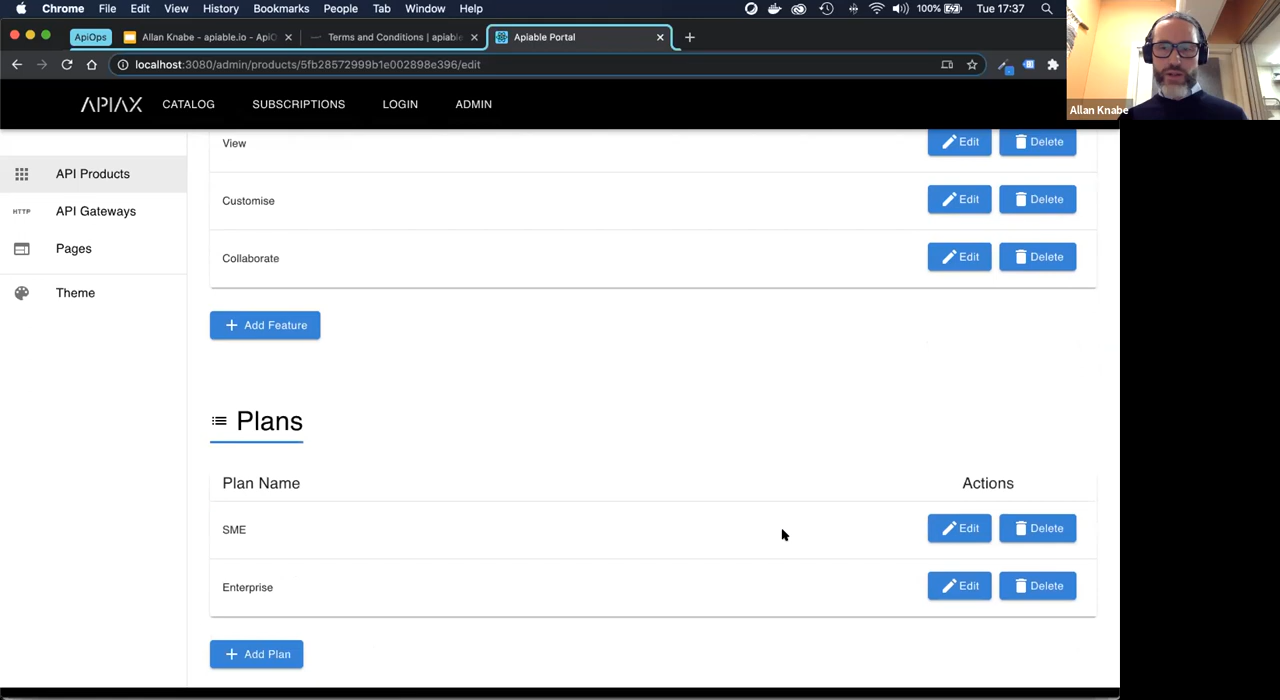 Chrome File Edit View History Bookmarks People Tab Window Help 100% Tue 17:37
ApiOps Allan Knabe - apiable.io - ApiO Terms and Conditions | apiable Apiable Portal
localhost:3080/admin/products/5fb28572999b1e002898e396/edit
Allan Knabe
APIAX CATALOG SUBSCRIPTIONS LOGIN ADMIN
View Edit Delete
API Products
Customise Edit Delete
HTTP API Gateways
Pages
Collaborate Edit Delete
Theme
+ Add Feature
Plans
Plan Name Actions
SME Edit Delete
Enterprise Edit Delete
+ Add Plan